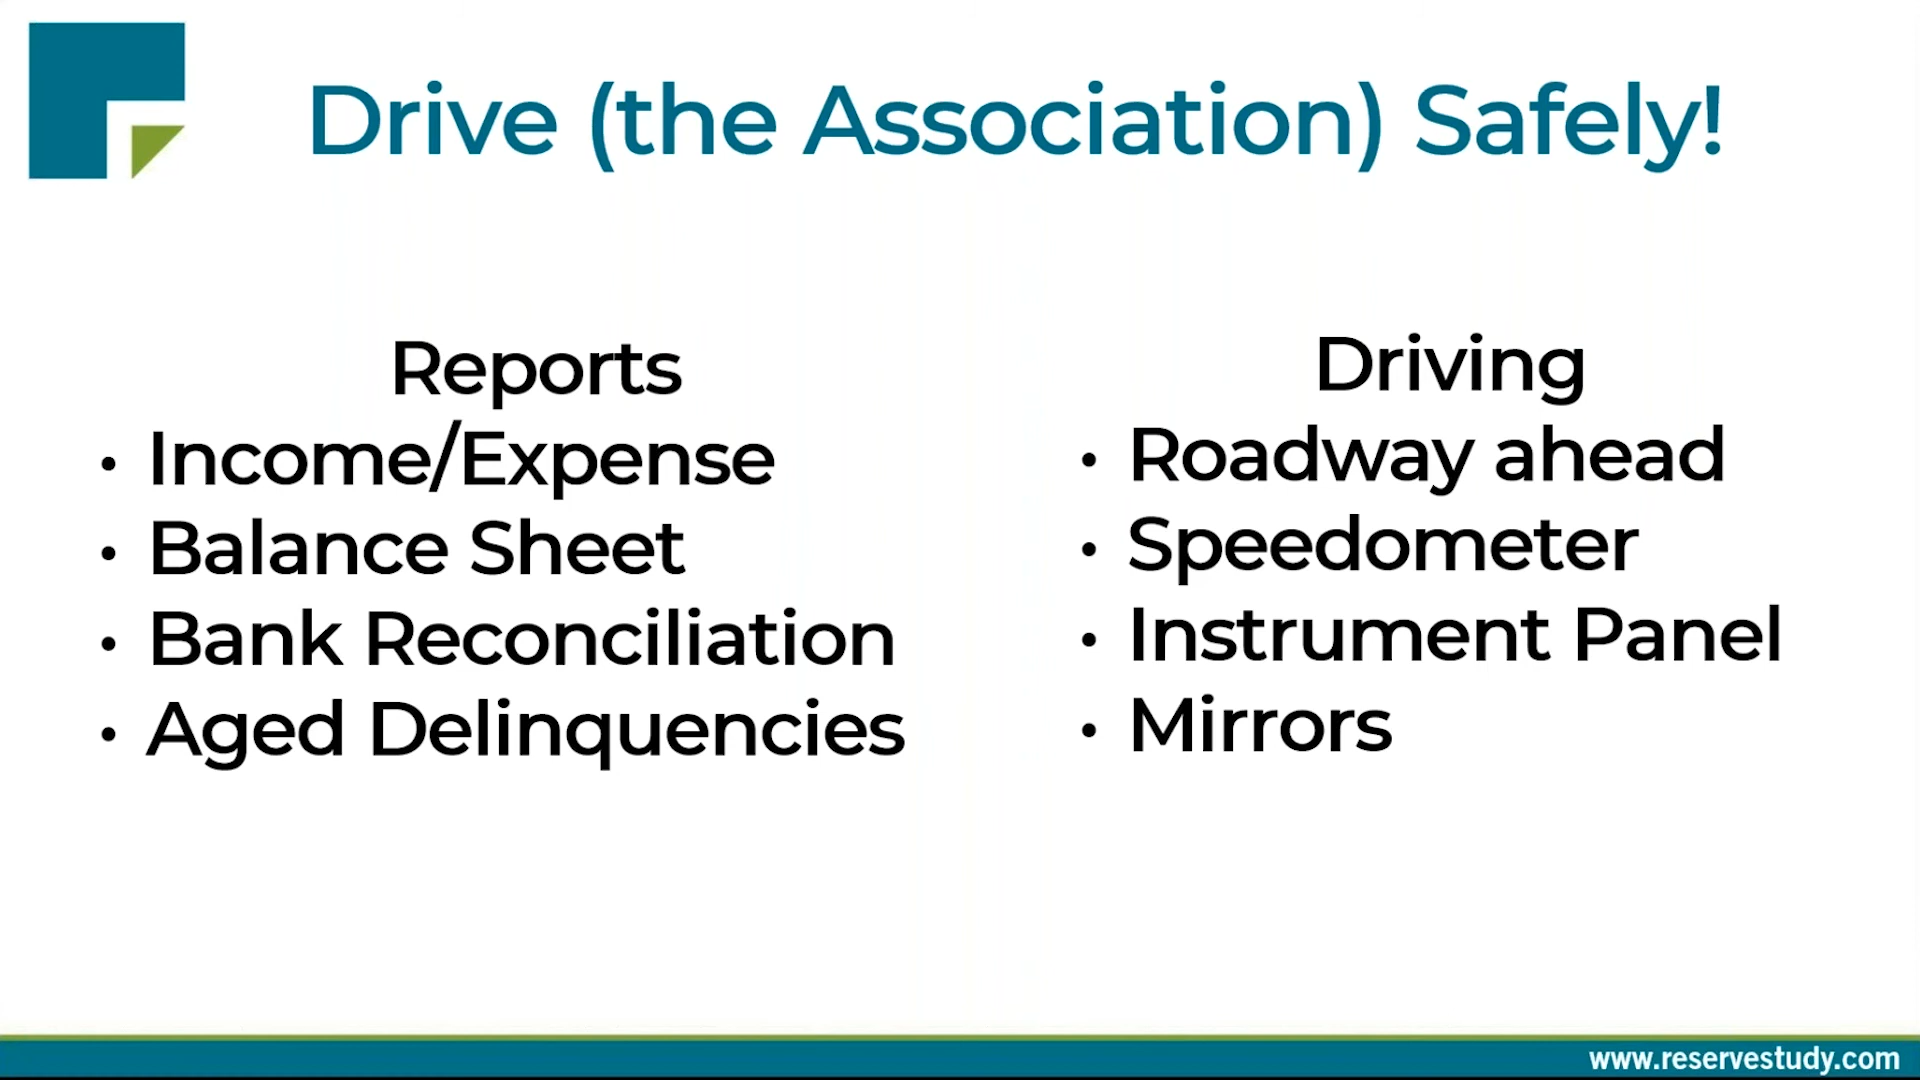 Drive (the Association) Safely!
Reports
• Income/Expense
• Balance Sheet
• Bank Reconciliation
• Aged Delinquencies
Driving
• Roadway ahead
• Speedometer
• Instrument Panel
• Mirrors
www.reservestudy.com